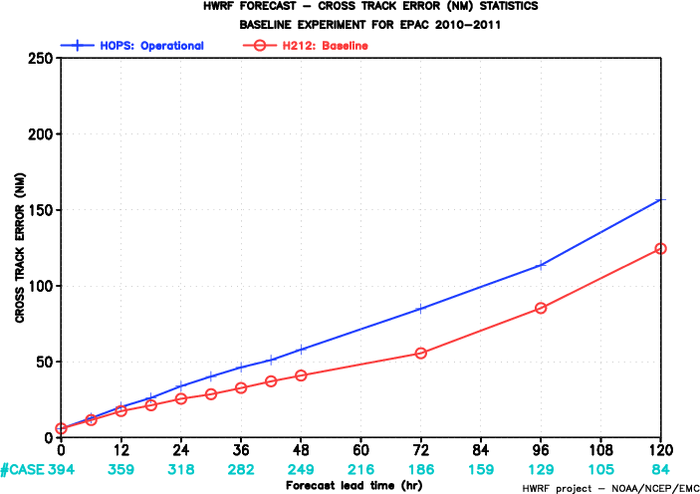 HWRF FORECAST – CROSS TRACK ERROR (NM) STATISTICS
BASELINE EXPERIMENT FOR EPAC 2010–2011
HOPS: Operational H212: Baseline
250
200
150
100
50
0
CROSS TRACK ERROR (NM)
0 12 24 36 48 60 72 84 96 108 120
#CASE 394 359 318 282 249 216 186 159 129 105 84
Forecast lead time (hr)
HWRF project – NOAA/NCEP/EMC